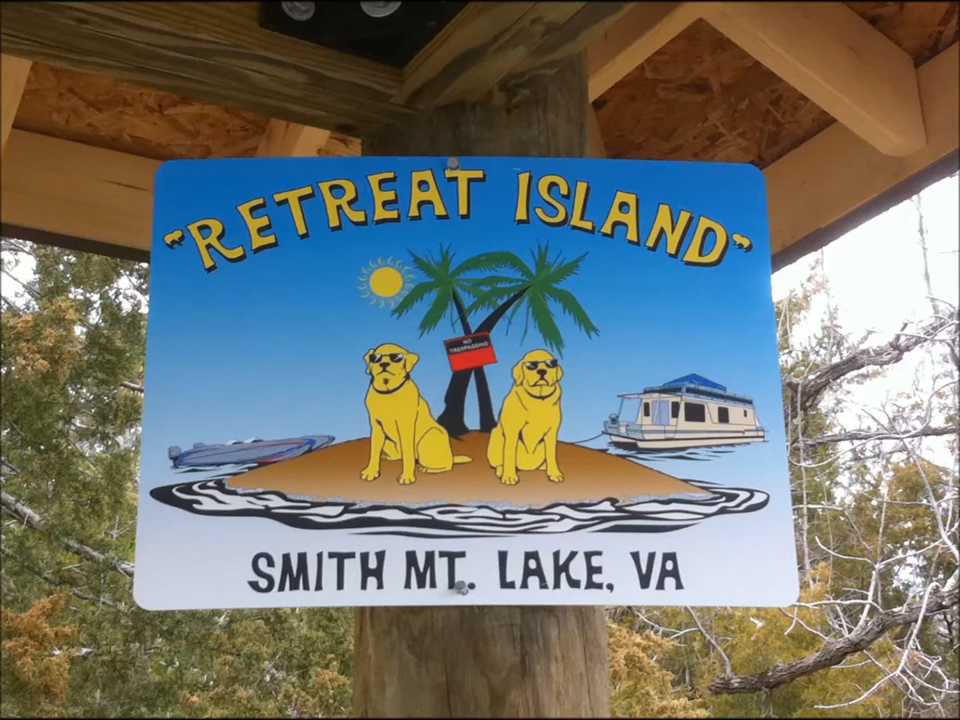 "RETREAT ISLAND"
NO
TRESPASSING
SMITH MT. LAKE, VA